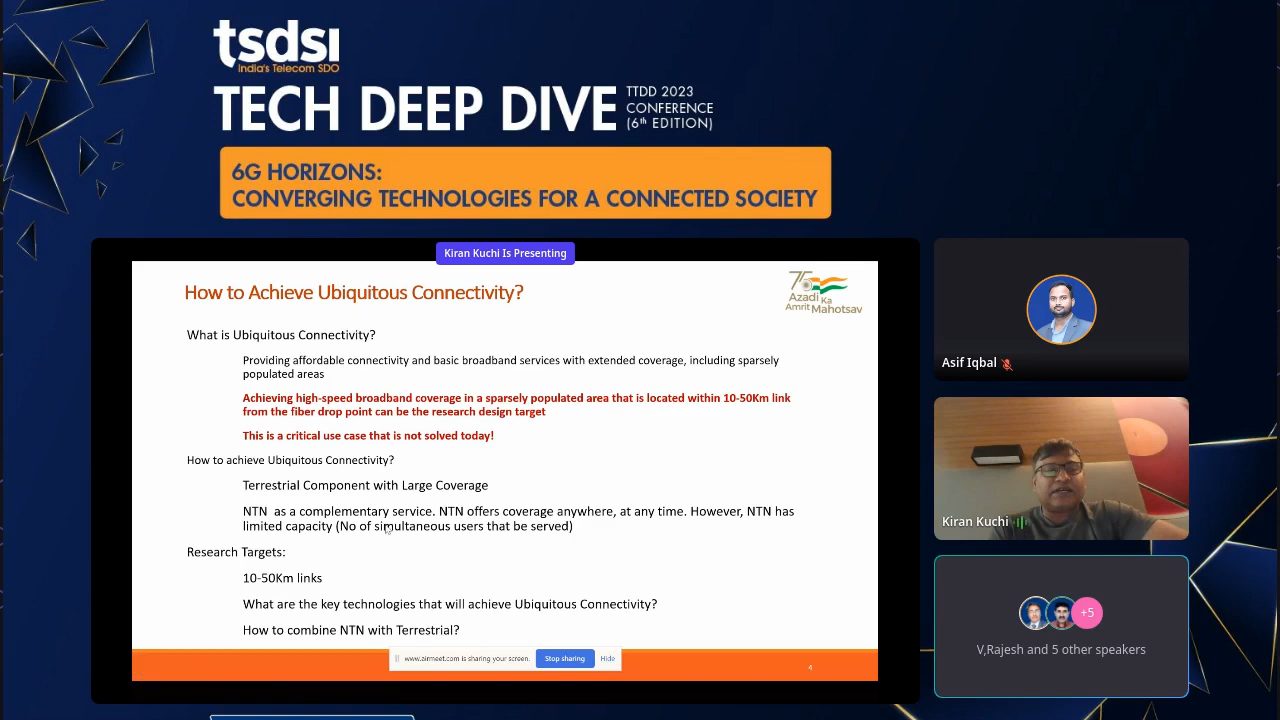 tsdsi
India's Telecom SDO
TECH DEEP DIVE
TTDD 2023
CONFERENCE
(6th EDITION)
6G HORIZONS:
CONVERGING TECHNOLOGIES FOR A CONNECTED SOCIETY
Kiran Kuchi Is Presenting
How to Achieve Ubiquitous Connectivity?
75
Azadi
Ka
Amrit Mahotsav
What is Ubiquitous Connectivity?
Providing affordable connectivity and basic broadband services with extended coverage, including sparsely
populated areas
Achieving high-speed broadband coverage in a sparsely populated area that is located within 10-50Km link
from the fiber drop point can be the research design target
This is a critical use case that is not solved today!
How to achieve Ubiquitous Connectivity?
Terrestrial Component with Large Coverage
NTN as a complementary service. NTN offers coverage anywhere, at any time. However, NTN has
limited capacity (No of simultaneous users that be served)
Research Targets:
10-50Km links
What are the key technologies that will achieve Ubiquitous Connectivity?
How to combine NTN with Terrestrial?
www.airmeet.com is sharing your screen.
Stop sharing
Hide
4
Asif Iqbal
Kiran Kuchi
+5
V,Rajesh and 5 other speakers